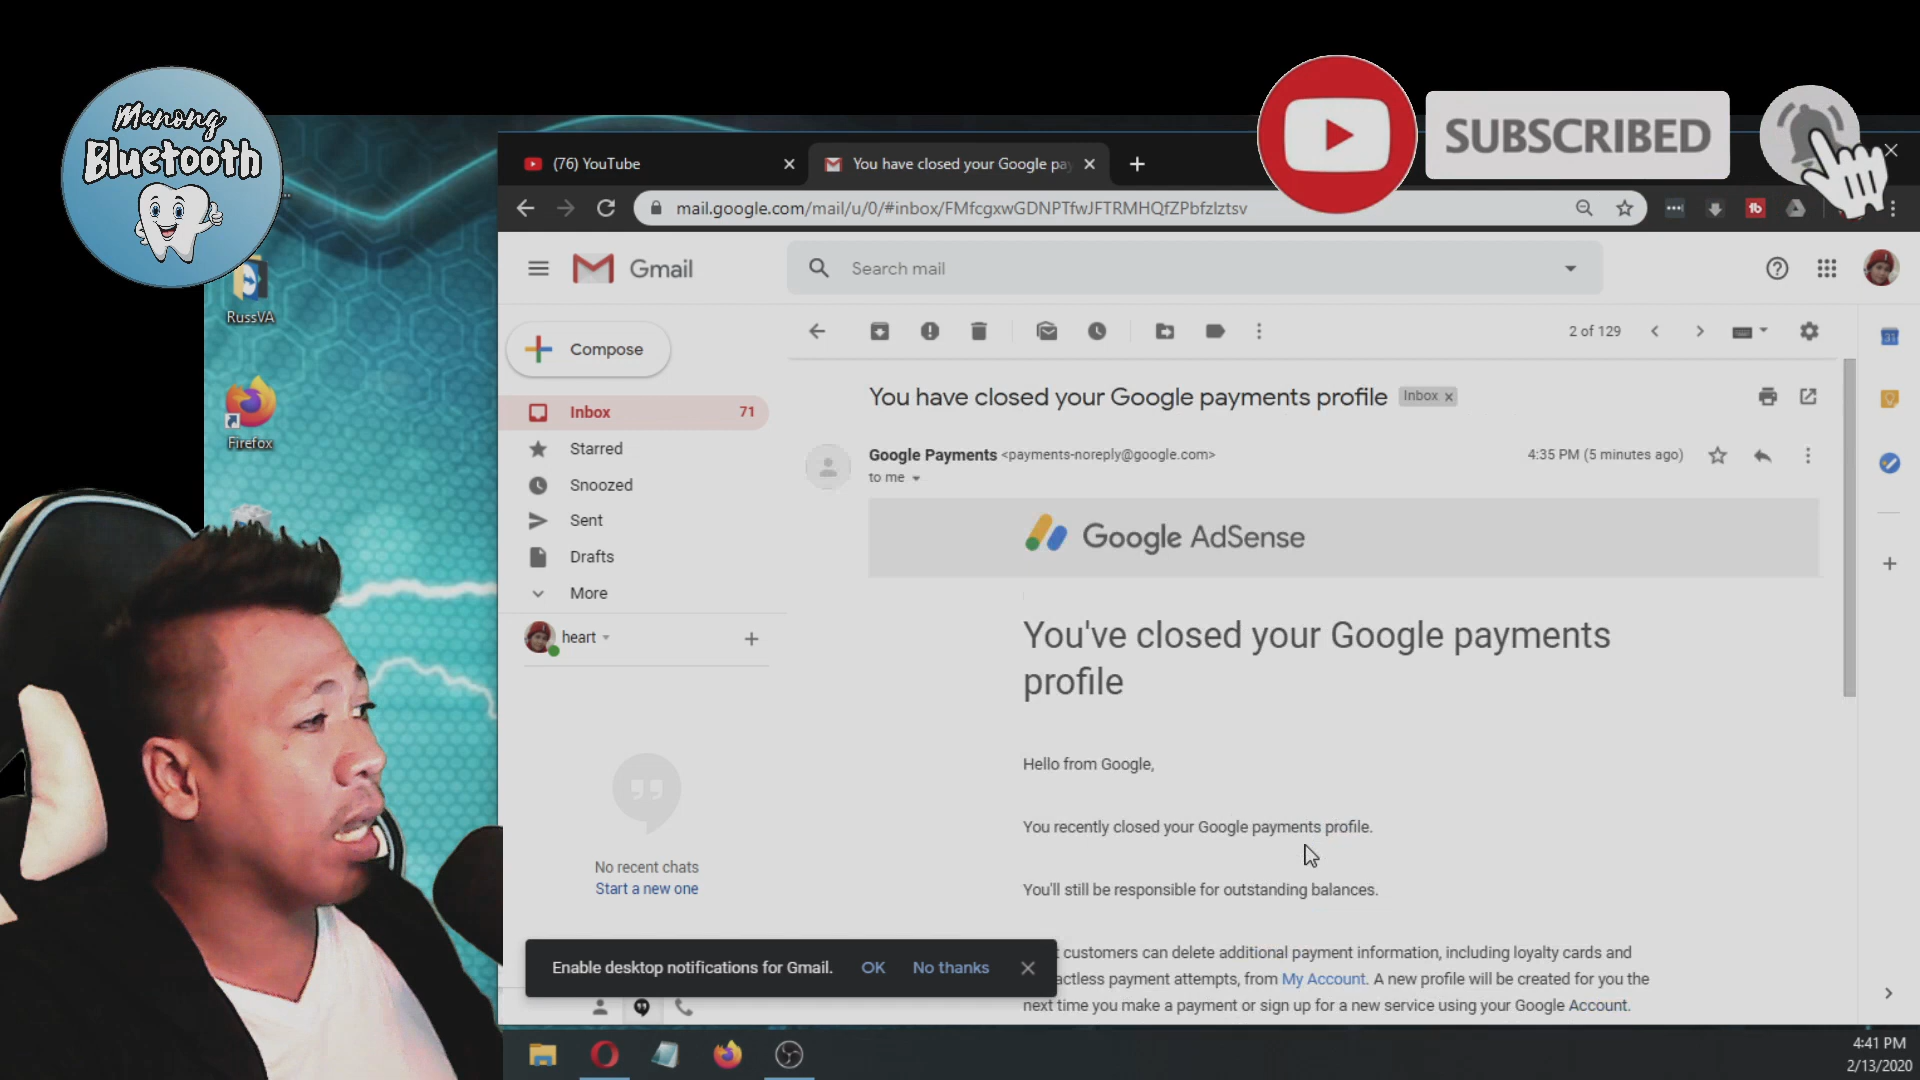 Manong
Bluetooth
SUBSCRIBED
(76) YouTube
You have closed your Google pay
mail.google.com/mail/u/0/#inbox/FMfcgxwGDNPTfwJFTRMHQfZPbfzlztsv
Gmail
Search mail
RussVA
Firefox
Compose
2 of 129
Inbox 71
Starred
Snoozed
Sent
Drafts
More
heart
No recent chats
Start a new one
You have closed your Google payments profile Inbox x
Google Payments <payments-noreply@google.com>
4:35 PM (5 minutes ago)
to me
Google AdSense
You've closed your Google payments
profile
Hello from Google,
You recently closed your Google payments profile.
You'll still be responsible for outstanding balances.
t customers can delete additional payment information, including loyalty cards and
actless payment attempts, from My Account. A new profile will be created for you the
next time you make a payment or sign up for a new service using your Google Account.
Enable desktop notifications for Gmail. OK No thanks
4:41 PM
2/13/2020